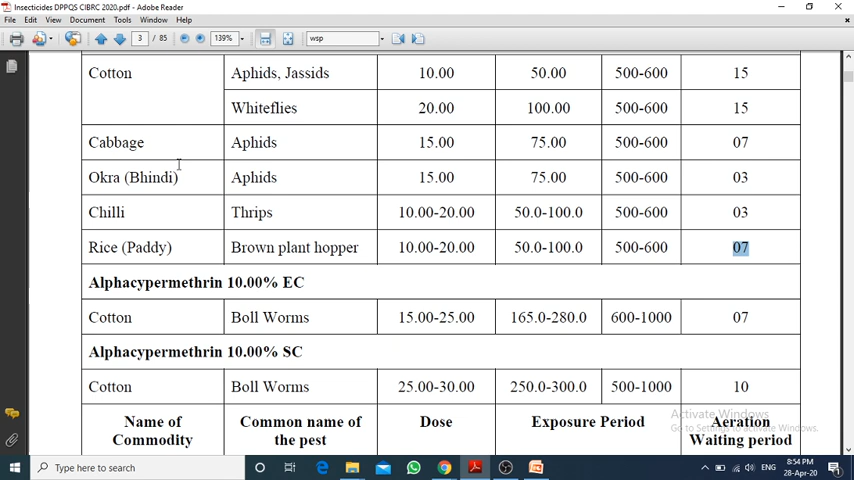 Insecticides DPPQS CIBRC 2020.pdf - Adobe Reader
File Edit View Document Tools Window Help
3 / 85 139% wsp
Cotton Aphids, Jassids 10.00 50.00 500-600 15
Whiteflies 20.00 100.00 500-600 15
Cabbage Aphids 15.00 75.00 500-600 07
Okra (Bhindi) Aphids 15.00 75.00 500-600 03
Chilli Thrips 10.00-20.00 50.0-100.0 500-600 03
Rice (Paddy) Brown plant hopper 10.00-20.00 50.0-100.0 500-600 07
Alphacypermethrin 10.00% EC
Cotton Boll Worms 15.00-25.00 165.0-280.0 600-1000 07
Alphacypermethrin 10.00% SC
Cotton Boll Worms 25.00-30.00 250.0-300.0 500-1000 10
Name of Commodity Common name of the pest Dose Exposure Period Aeration Waiting period
Activate Windows
Go to Settings to activate Windows.
Type here to search
ENG 8:54 PM
28-Apr-20 1